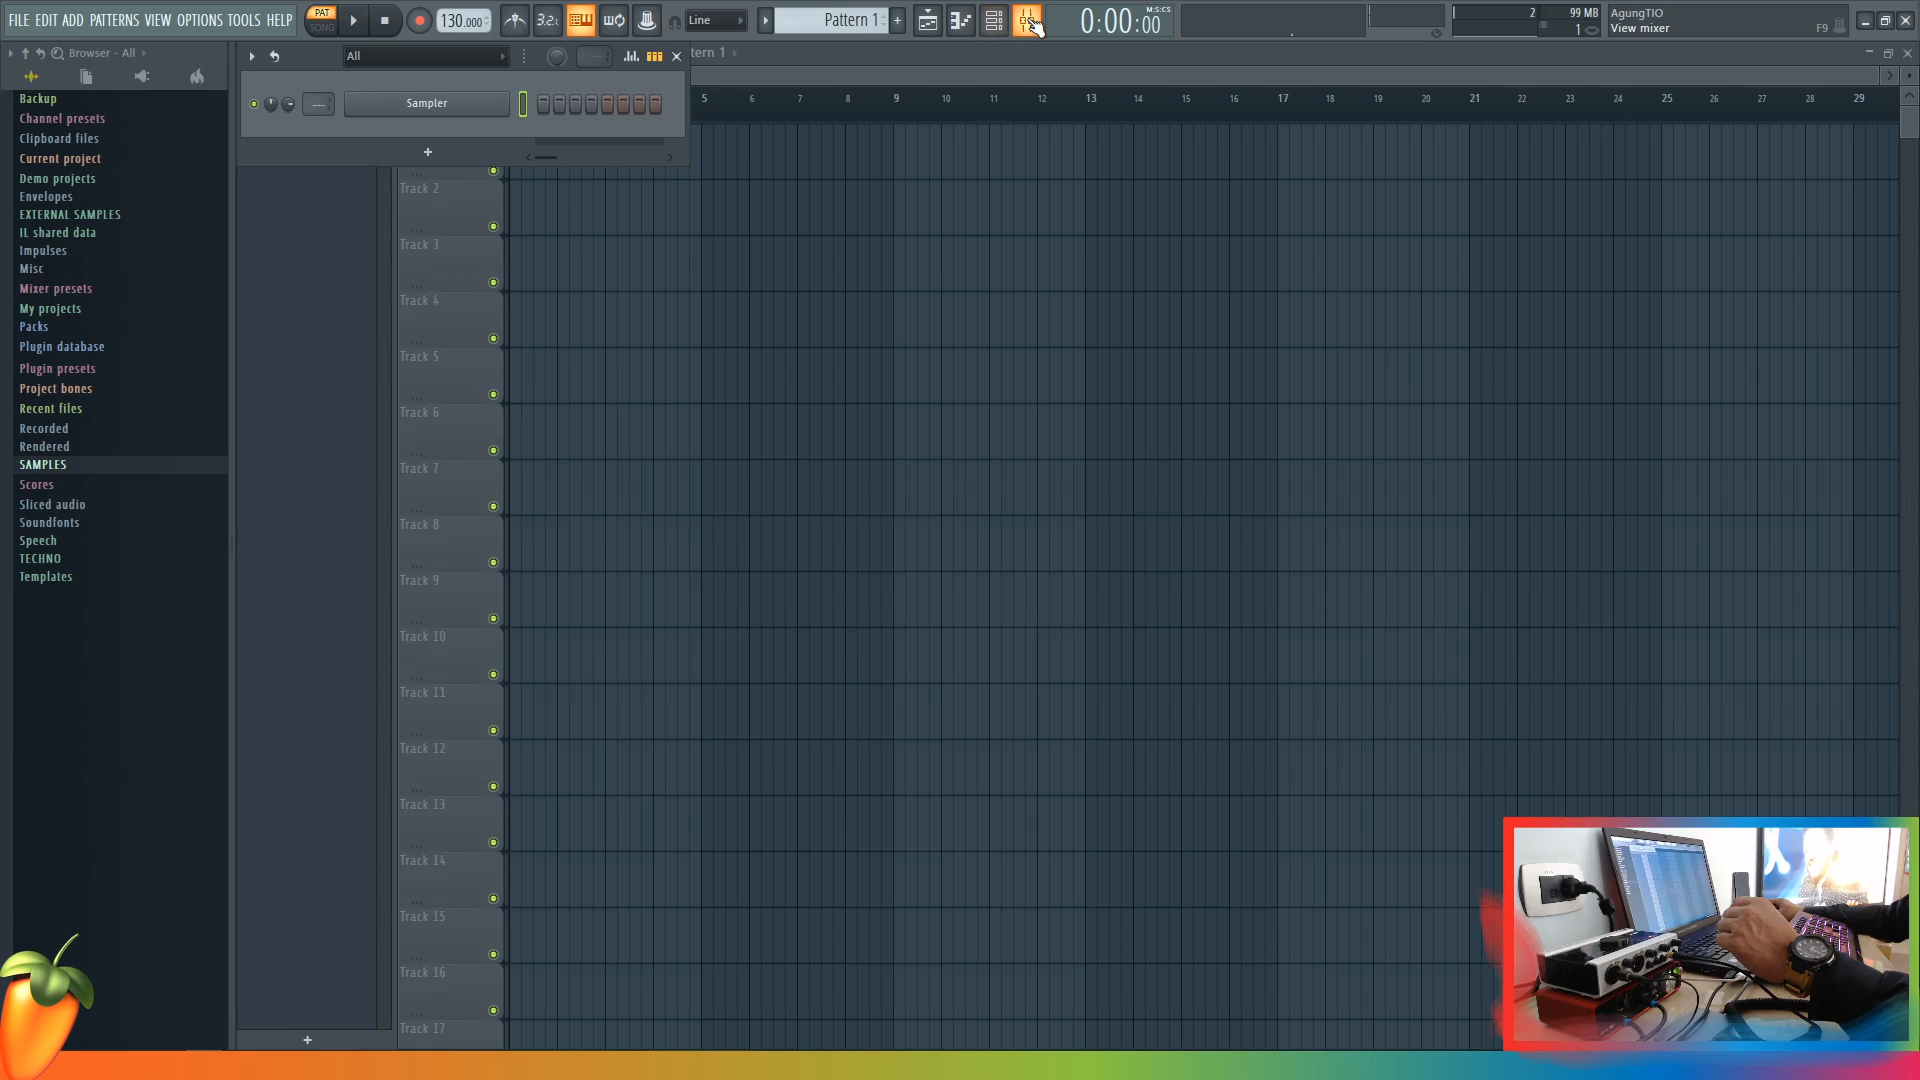 FILE EDIT ADD PATTERNS VIEW OPTIONS TOOLS HELP
PAT
SONG
130.000
3.2.1
Line
Pattern 1
+
0:00:00
M:S:CS
2
99 MB
1
AgungTIO
View mixer
F9
Browser - All
All
tern 1
Sampler
---
+
5 6 7 8 9 10 11 12 13 14 15 16 17 18 19 20 21 22 23 24 25 26 27 28 29
Backup
Channel presets
Clipboard files
Current project
Demo projects
Envelopes
EXTERNAL SAMPLES
IL shared data
Impulses
Misc
Mixer presets
My projects
Packs
Plugin database
Plugin presets
Project bones
Recent files
Recorded
Rendered
SAMPLES
Scores
Sliced audio
Soundfonts
Speech
TECHNO
Templates
Track 2
Track 3
Track 4
Track 5
Track 6
Track 7
Track 8
Track 9
Track 10
Track 11
Track 12
Track 13
Track 14
Track 15
Track 16
Track 17
+